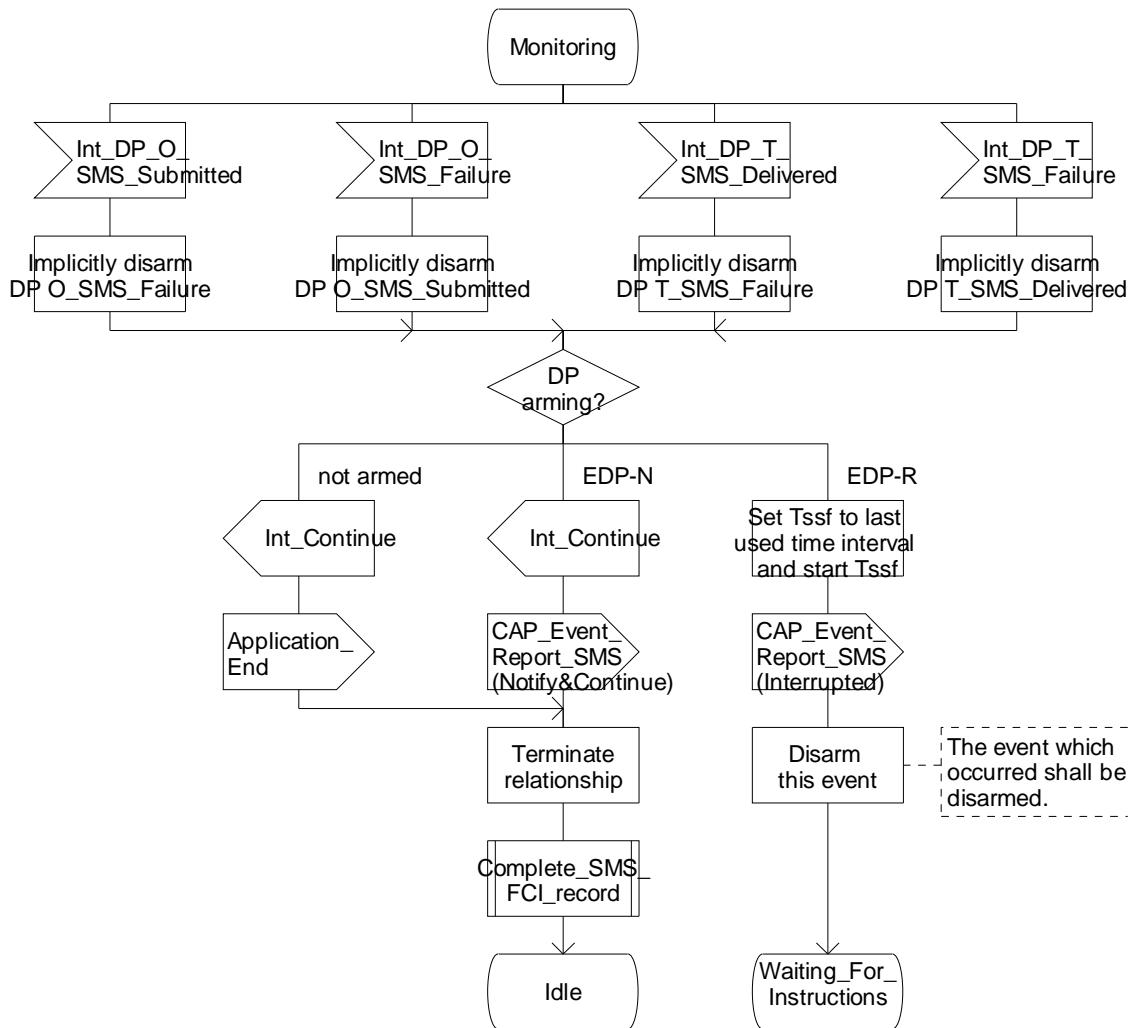 Monitoring
Int_DP_O_
SMS_Submitted
Int_DP_O_
SMS_Failure
Int_DP_T_
SMS_Delivered
Int_DP_T_
SMS_Failure
Implicitly disarm
DP O_SMS_Failure
Implicitly disarm
DP O_SMS_Submitted
Implicitly disarm
DP T_SMS_Failure
Implicitly disarm
DP T_SMS_Delivered
DP
arming?
not armed
EDP-N
EDP-R
Int_Continue
Int_Continue
Set Tssf to last
used time interval
and start Tssf
Application_
End
CAP_Event_
Report_SMS
(Notify&Continue)
CAP_Event_
Report_SMS
(Interrupted)
Terminate
relationship
Disarm
this event
The event which
occurred shall be
disarmed.
Complete_SMS_
FCI_record
Idle
Waiting_For_
Instructions